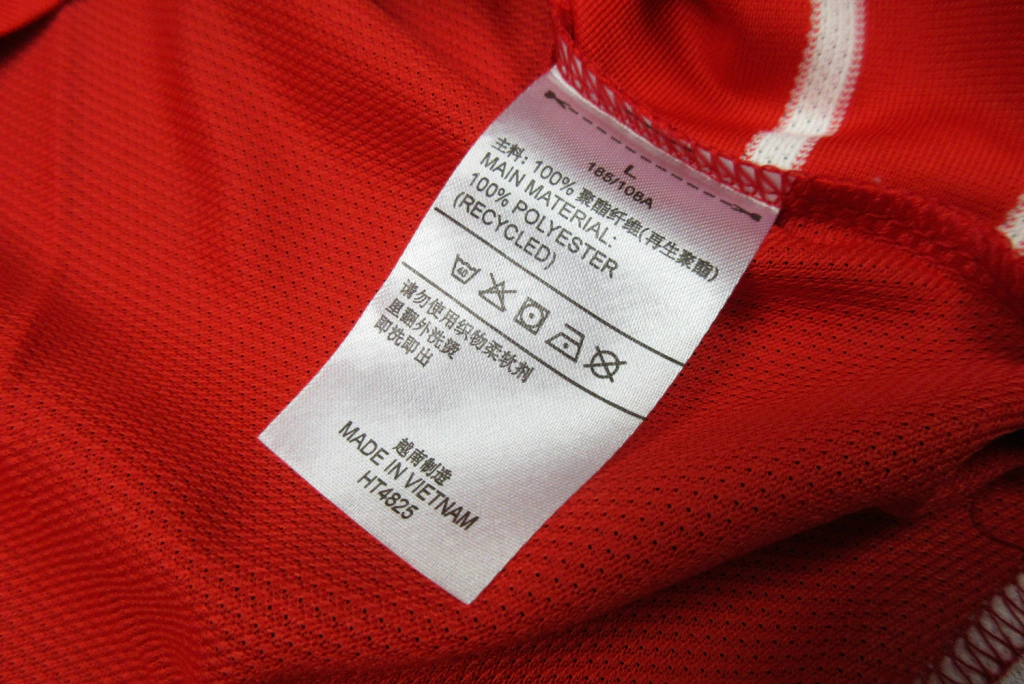 L
185/108A
主料: 100% 聚酯纤维(再生聚酯)
MAIN MATERIAL:
100% POLYESTER
(RECYCLED)
40
请勿使用织物柔软剂
里翻外洗烫
即洗即出
越南制造
MADE IN VIETNAM
HT4825